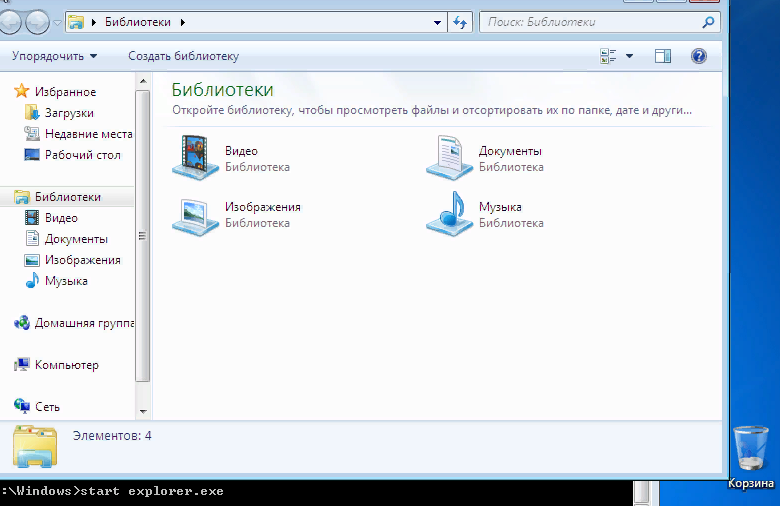 Библиотеки
Поиск: Библиотеки
Упорядочить
Создать библиотеку
Избранное
Загрузки
Недавние места
Рабочий стол
Библиотеки
Видео
Документы
Изображения
Музыка
Домашняя группа
Компьютер
Сеть
Библиотеки
Откройте библиотеку, чтобы просмотреть файлы и отсортировать их по папке, дате и други...
Видео
Библиотека
Документы
Библиотека
Изображения
Библиотека
Музыка
Библиотека
Элементов: 4
:\Windows>start explorer.exe
Корзина